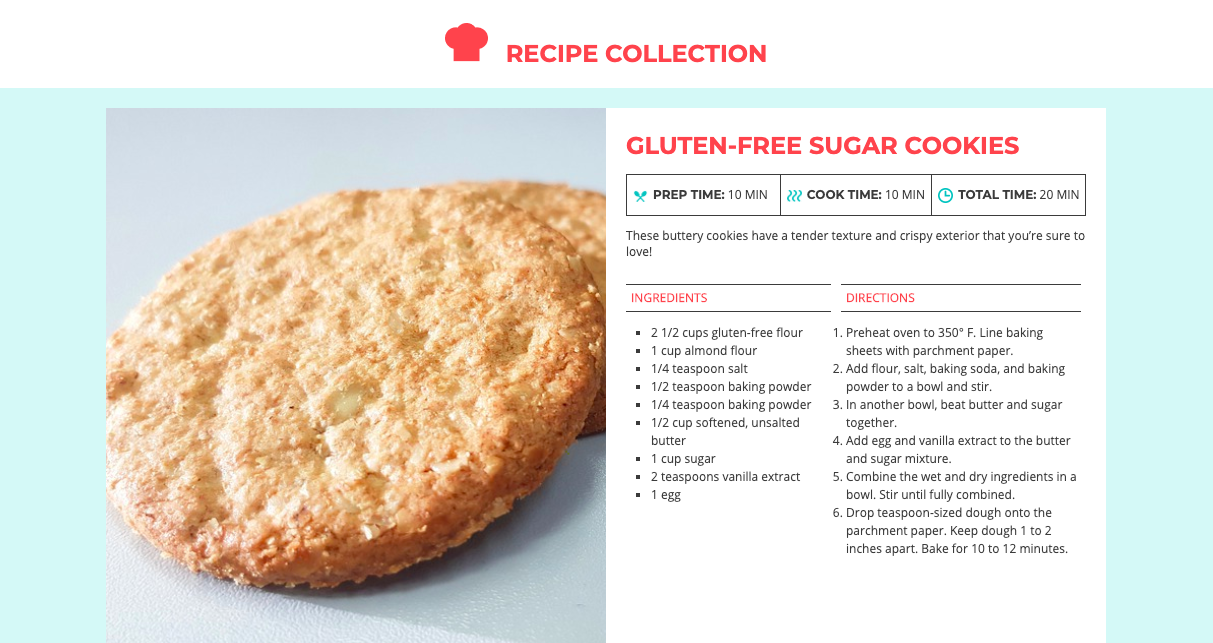 RECIPE COLLECTION
GLUTEN-FREE SUGAR COOKIES
PREP TIME: 10 MIN
COOK TIME: 10 MIN
TOTAL TIME: 20 MIN
These buttery cookies have a tender texture and crispy exterior that you’re sure to
love!
INGREDIENTS
2 1/2 cups gluten-free flour
1 cup almond flour
1/4 teaspoon salt
1/2 teaspoon baking powder
1/4 teaspoon baking powder
1/2 cup softened, unsalted
butter
1 cup sugar
2 teaspoons vanilla extract
1 egg
DIRECTIONS
1. Preheat oven to 350° F. Line baking
sheets with parchment paper.
2. Add flour, salt, baking soda, and baking
powder to a bowl and stir.
3. In another bowl, beat butter and sugar
together.
4. Add egg and vanilla extract to the butter
and sugar mixture.
5. Combine the wet and dry ingredients in a
bowl. Stir until fully combined.
6. Drop teaspoon-sized dough onto the
parchment paper. Keep dough 1 to 2
inches apart. Bake for 10 to 12 minutes.